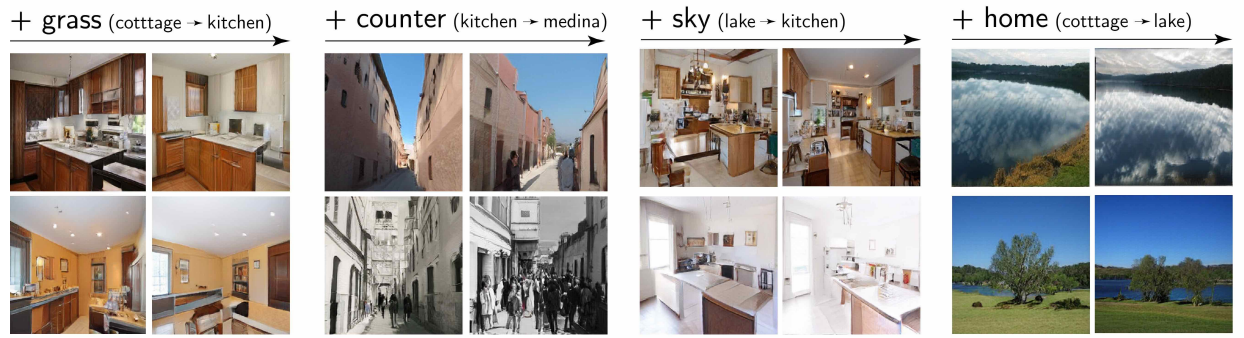 + grass (cotttage → kitchen)
+ counter (kitchen → medina)
+ sky (lake → kitchen)
+ home (cotttage → lake)